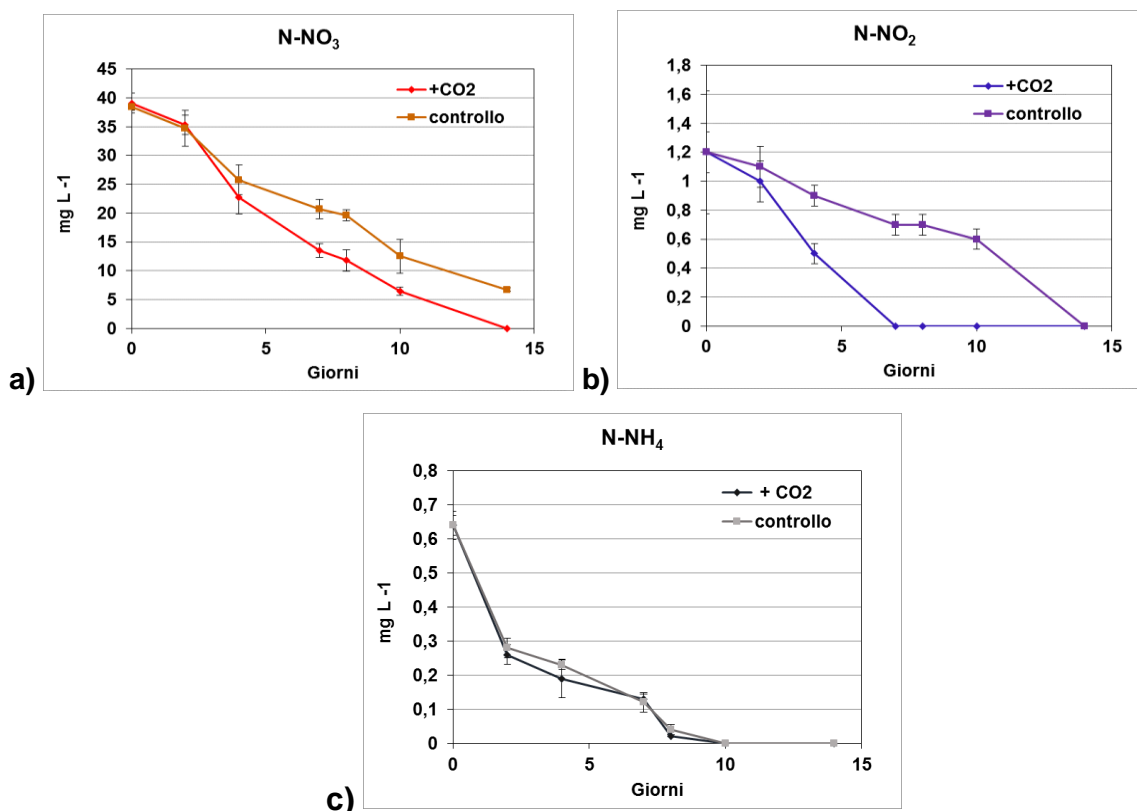 N-NO₃
45
40
35
30
25
20
15
10
5
0
mg L -1
+CO2
controllo
0 5 10 15
Giorni
a)
N-NO₂
1,8
1,6
1,4
1,2
1
0,8
0,6
0,4
0,2
0
mg L -1
+CO2
controllo
0 5 10 15
Giorni
b)
N-NH₄
0,8
0,7
0,6
0,5
0,4
0,3
0,2
0,1
0
mg L -1
+ CO2
controllo
0 5 10 15
Giorni
c)